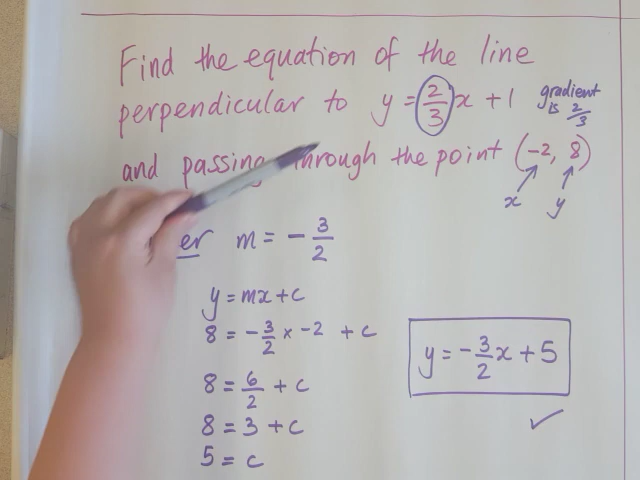 Find the equation of the line
perpendicular to y = 2/3 x + 1
gradient is 2/3
and passing through the point (-2, 8)
x y
er m = - 3/2
y = mx + c
8 = - 3/2 × -2 + c
8 = 6/2 + c
8 = 3 + c
5 = c
y = - 3/2 x + 5